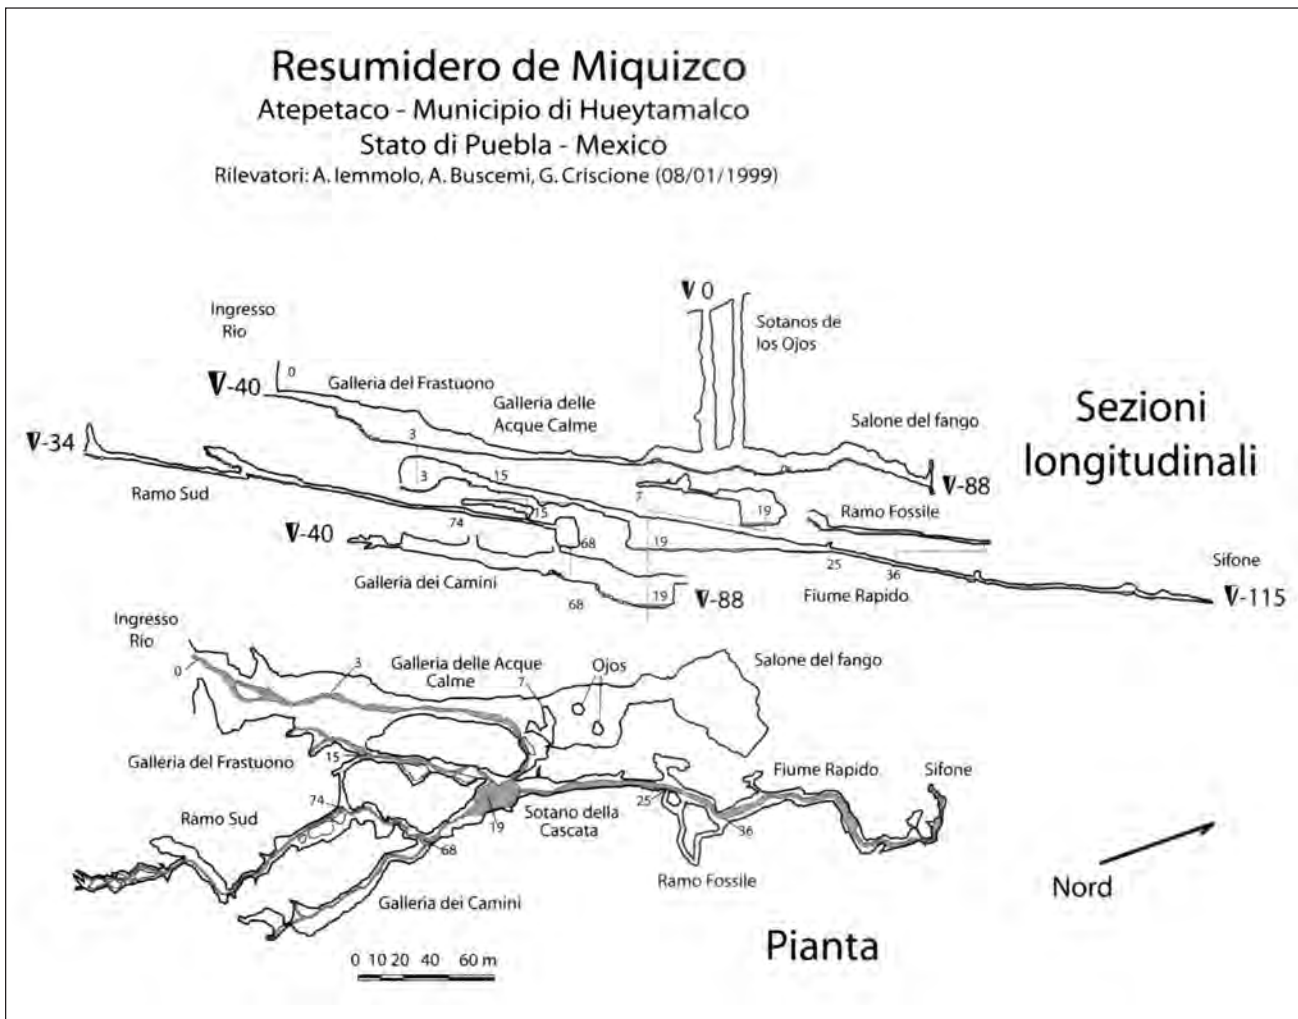 Resumidero de Miquizco
Atepetaco - Municipio di Hueytamalco
Stato di Puebla - Mexico
Rilevatori: A. Iemmolo, A. Buscemi, G. Criscione (08/01/1999)
0
Ingresso
Rio
Sotanos de
los Ojos
0
-40
Galleria del Frastuono
Galleria delle
Acque Calme
Salone del fango
Sezioni
longitudinali
3
-34
3
15
7
-88
Ramo Sud
15
19
Ramo Fossile
74
-40
68
19
25
36
Sifone
Galleria dei Camini
68
19
-88
Fiume Rapido
-115
Ingresso
Rio
0
3
Galleria delle Acque
Calme
7
Ojos
Salone del fango
Galleria del Frastuono
15
Fiume Rapido
Sifone
74
25
Ramo Sud
19
Sotano della
Cascata
36
68
Ramo Fossile
Nord
Galleria dei Camini
Pianta
0 10 20 40 60 m